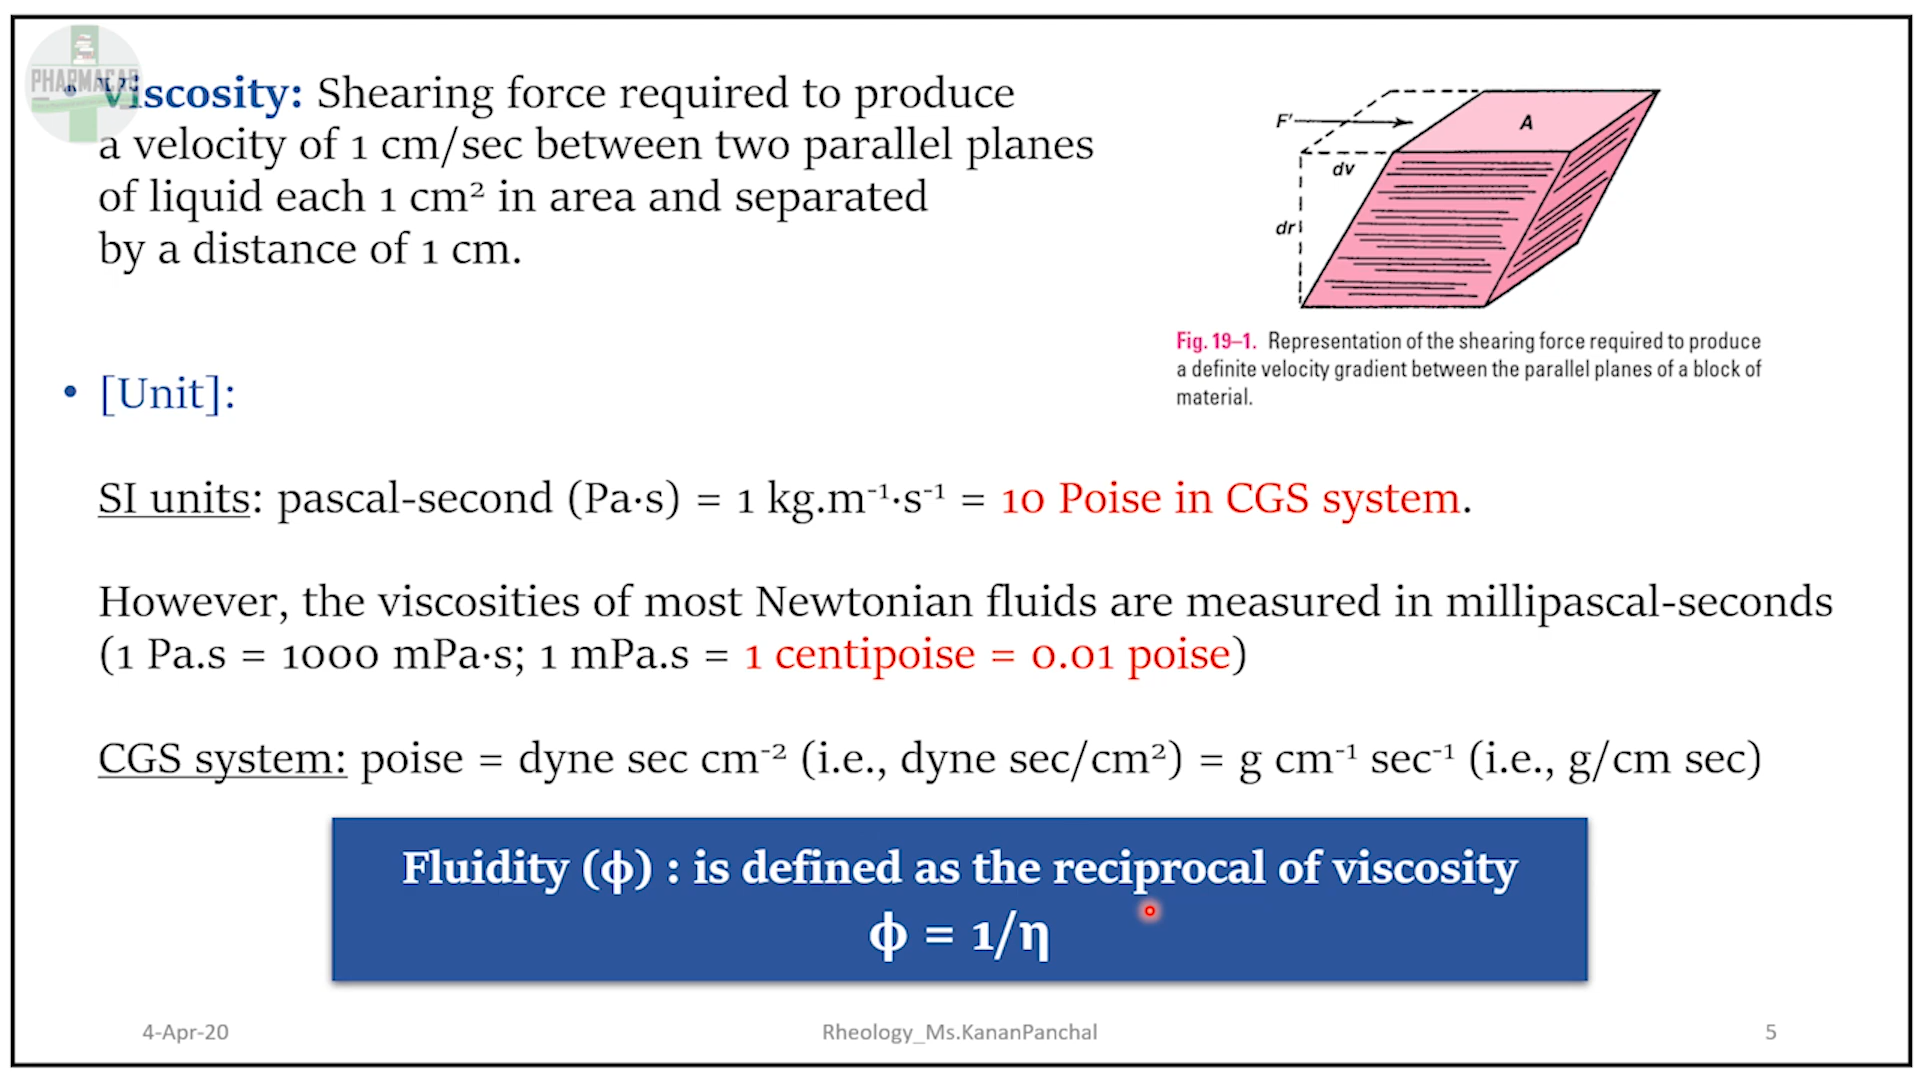 PHARMACAD
• Viscosity: Shearing force required to produce
a velocity of 1 cm/sec between two parallel planes
of liquid each 1 cm² in area and separated
by a distance of 1 cm.
F'
A
dv
dr
Fig. 19–1. Representation of the shearing force required to produce
a definite velocity gradient between the parallel planes of a block of
material.
• [Unit]:
SI units: pascal-second (Pa·s) = 1 kg.m⁻¹·s⁻¹ = 10 Poise in CGS system.
However, the viscosities of most Newtonian fluids are measured in millipascal-seconds
(1 Pa.s = 1000 mPa·s; 1 mPa.s = 1 centipoise = 0.01 poise)
CGS system: poise = dyne sec cm⁻² (i.e., dyne sec/cm²) = g cm⁻¹ sec⁻¹ (i.e., g/cm sec)
Fluidity (ϕ) : is defined as the reciprocal of viscosity
ϕ = 1/η
4-Apr-20
Rheology_Ms.KananPanchal
5